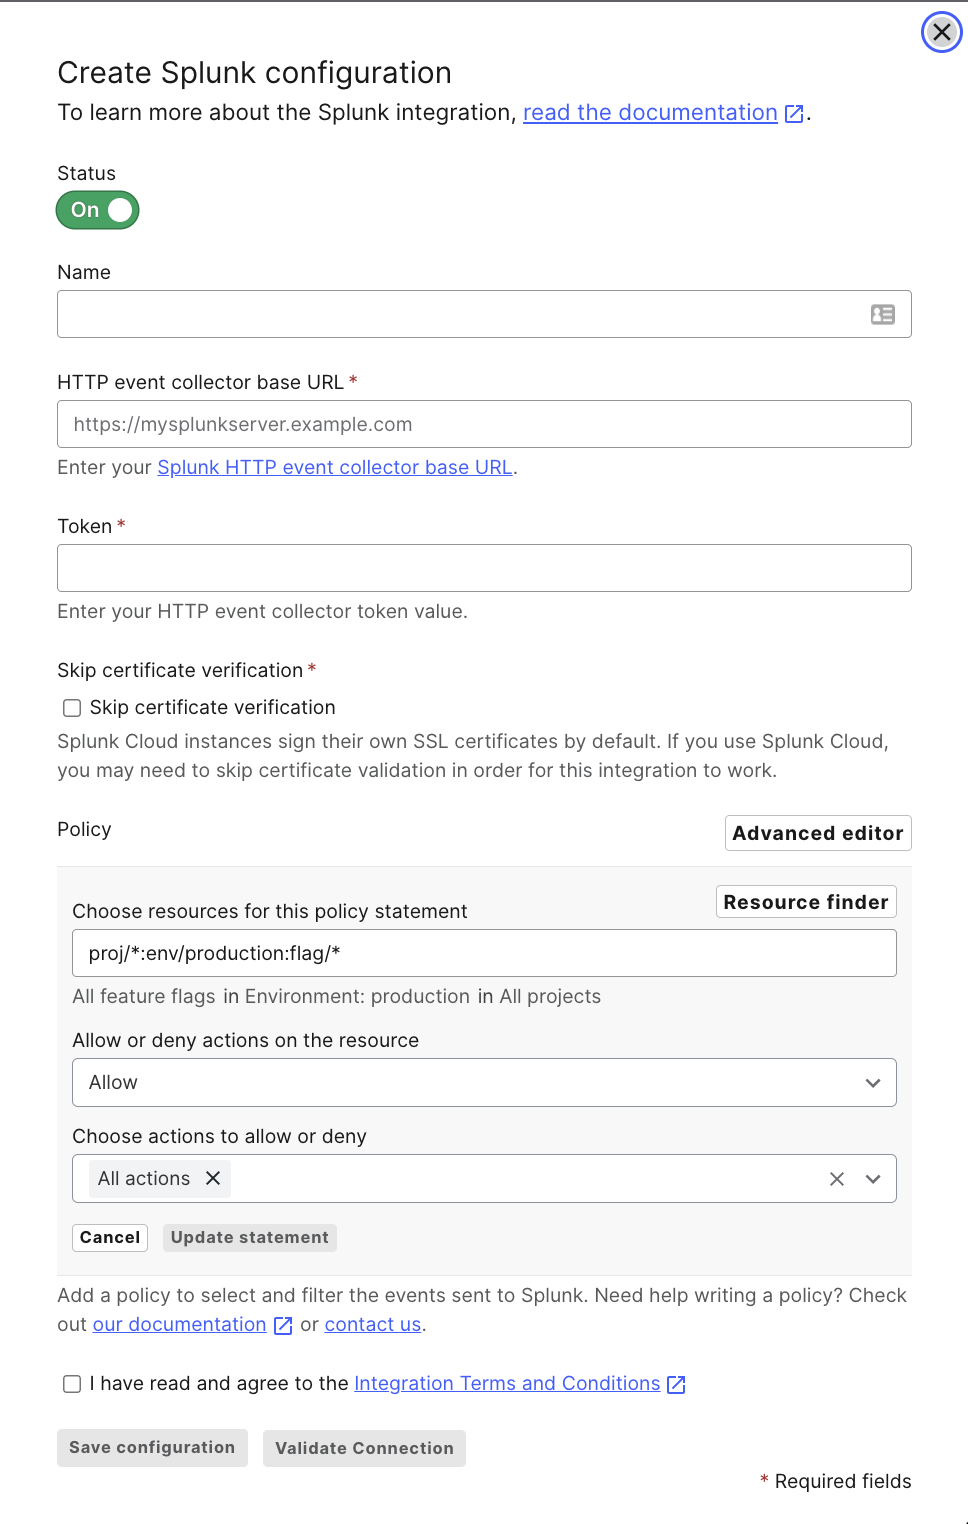 Create Splunk configuration
To learn more about the Splunk integration, read the documentation.
Status
On
Name
HTTP event collector base URL *
https://mysplunkserver.example.com
Enter your Splunk HTTP event collector base URL.
Token *
Enter your HTTP event collector token value.
Skip certificate verification *
Skip certificate verification
Splunk Cloud instances sign their own SSL certificates by default. If you use Splunk Cloud,
you may need to skip certificate validation in order for this integration to work.
Policy
Advanced editor
Choose resources for this policy statement
Resource finder
proj/*:env/production:flag/*
All feature flags in Environment: production in All projects
Allow or deny actions on the resource
Allow
Choose actions to allow or deny
All actions
Cancel Update statement
Add a policy to select and filter the events sent to Splunk. Need help writing a policy? Check
out our documentation or contact us.
I have read and agree to the Integration Terms and Conditions
Save configuration Validate Connection
* Required fields